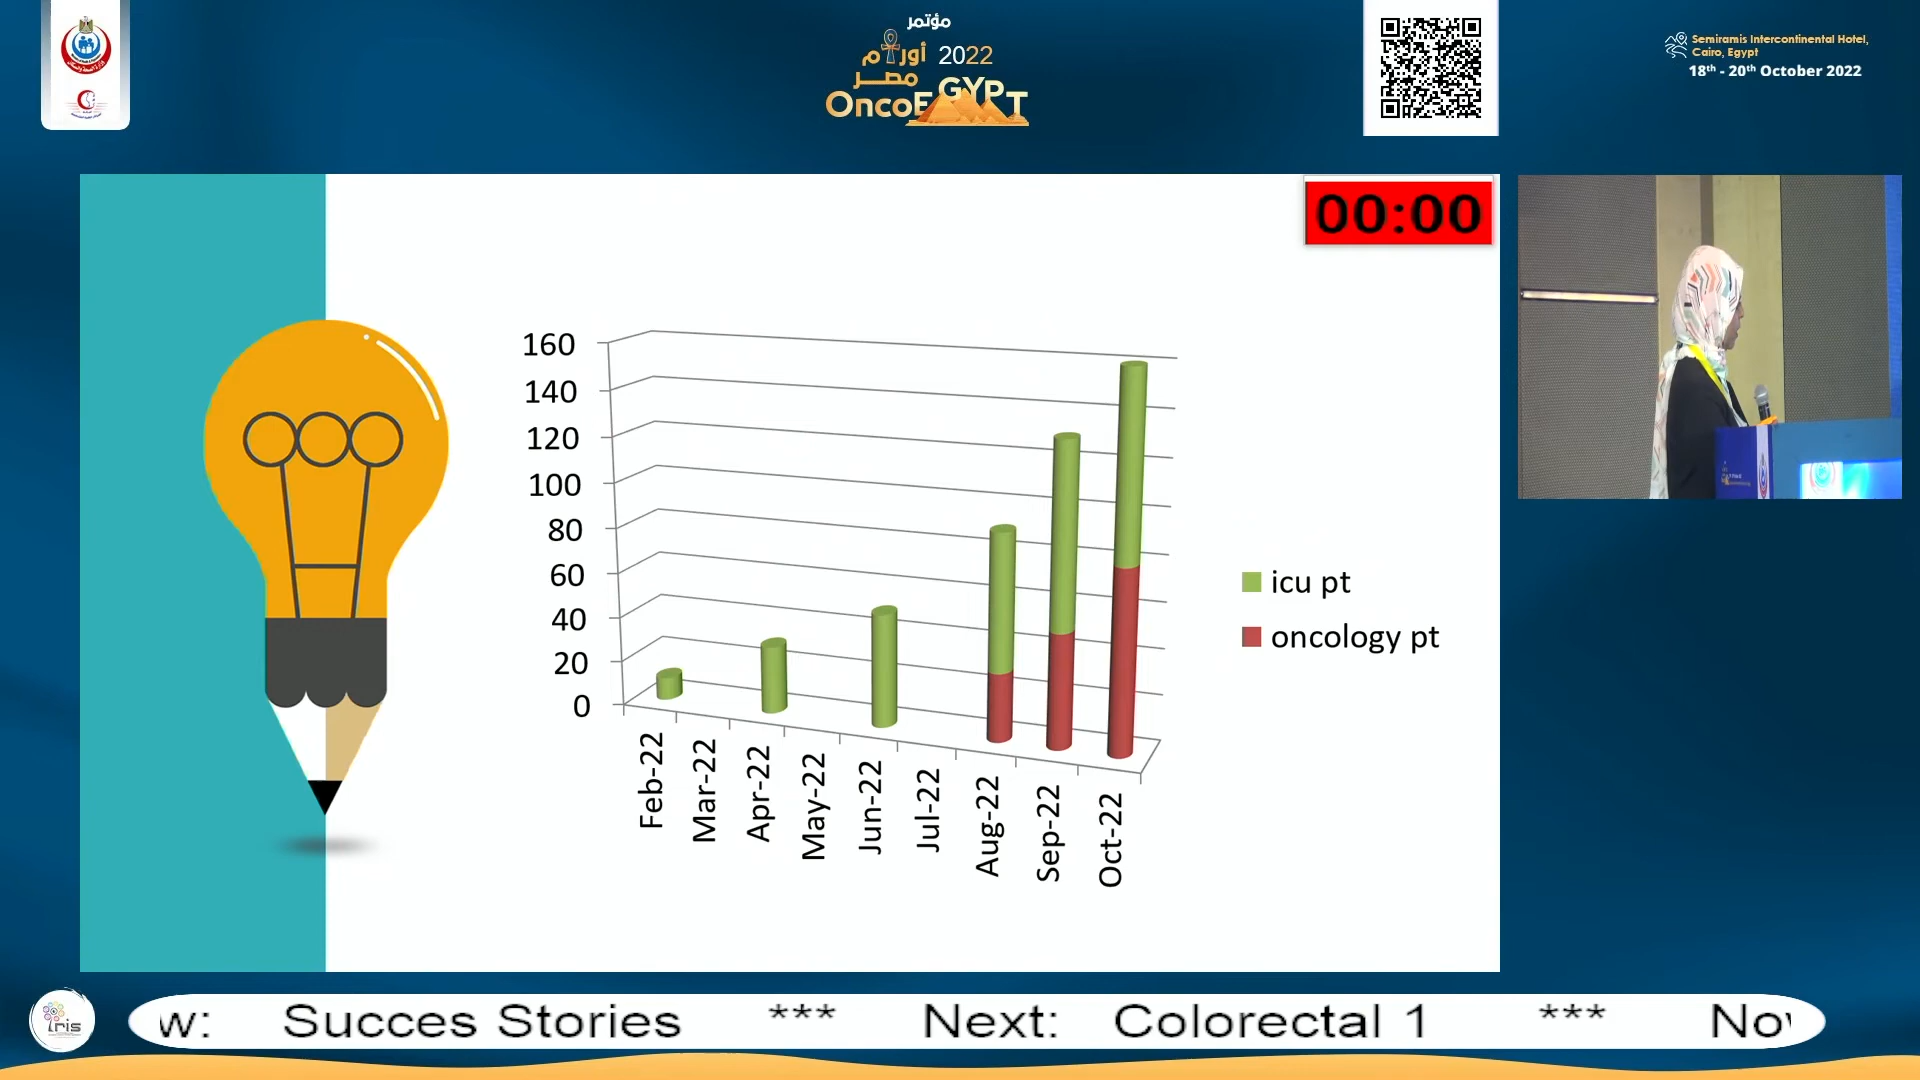 مؤتمر
أورام 2022
مصر
OncoEGYPT
Semiramis Intercontinental Hotel,
Cairo, Egypt
18th - 20th October 2022
00:00
160
140
120
100
80
60
40
20
0
Feb-22
Mar-22
Apr-22
May-22
Jun-22
Jul-22
Aug-22
Sep-22
Oct-22
icu pt
oncology pt
iris
w: Succes Stories *** Next: Colorectal 1 *** Nov